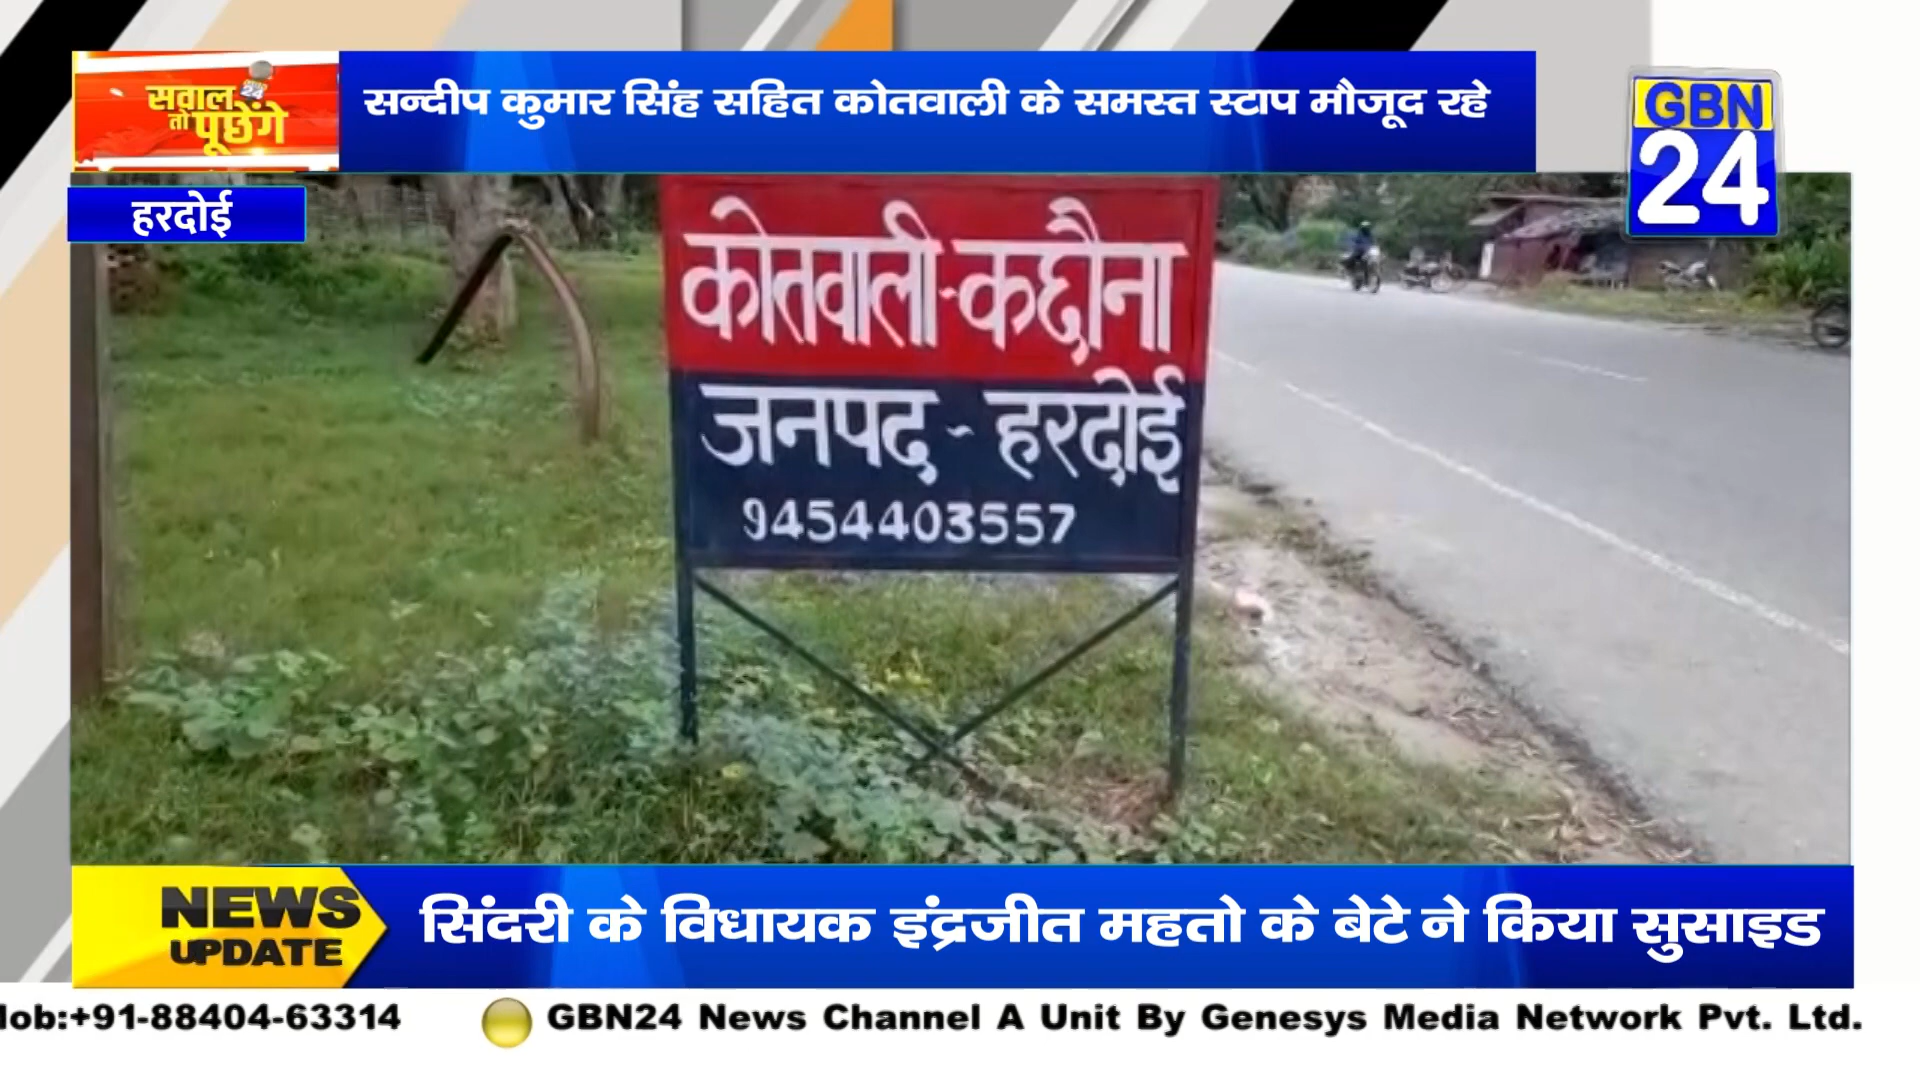 सवाल
तो पूछेंगे
सन्दीप कुमार सिंह सहित कोतवाली के समस्त स्टाप मौजूद रहे
GBN
24
हरदोई
कोतवाली-कछौना
जनपद - हरदोई
9454403557
NEWS
UPDATE
सिंदरी के विधायक इंद्रजीत महतो के बेटे ने किया सुसाइड
lob:+91-88404-63314
GBN24 News Channel A Unit By Genesys Media Network Pvt. Ltd.